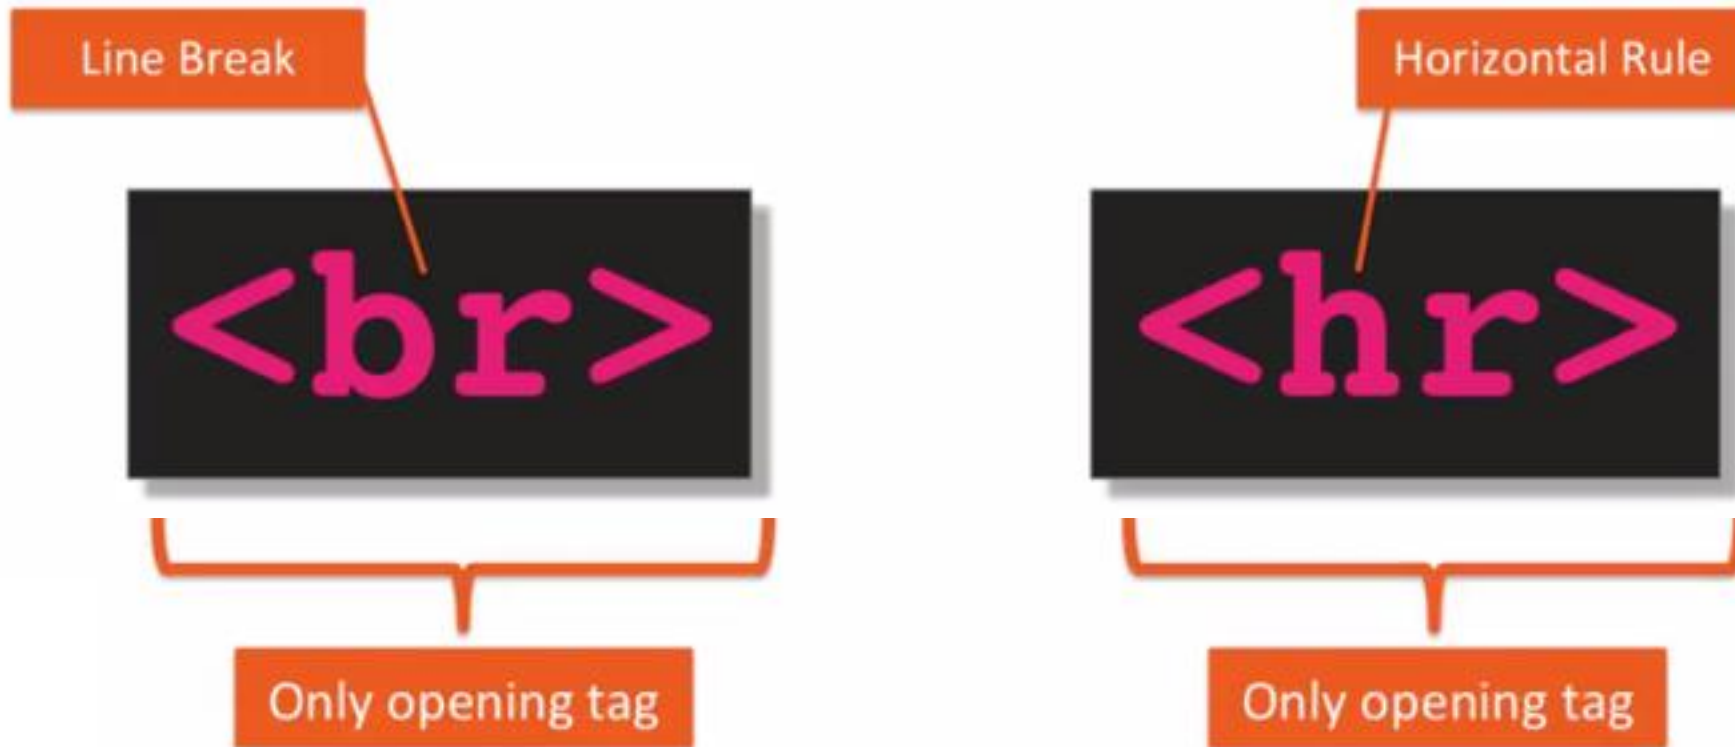 Line Break
Horizontal Rule
<br>
<hr>
Only opening tag
Only opening tag